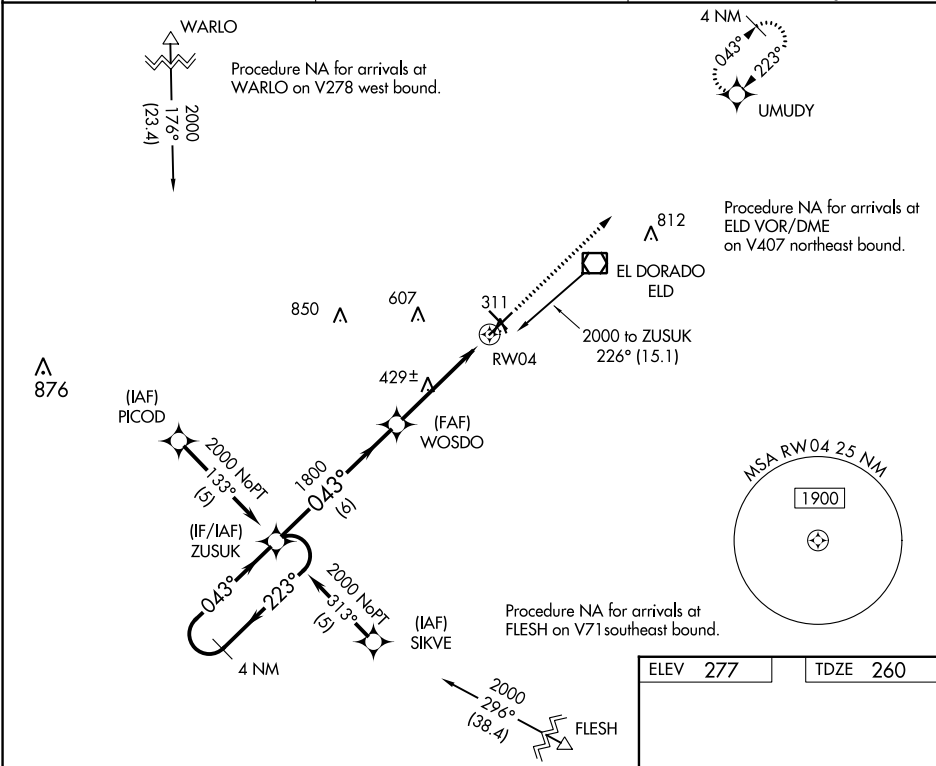 WARLO
Procedure NA for arrivals at
WARLO on V278 west bound.
2000
176°
(23.4)
4 NM
043°
223°
UMUDY
812
Procedure NA for arrivals at
ELD VOR/DME
on V407 northeast bound.
EL DORADO
ELD
2000 to ZUSUK
226° (15.1)
850
607
311
RW04
876
429±
(IAF)
PICOD
(FAF)
WOSDO
2000 NoPT
133°
(5)
1800
043°
(6)
MSA RW 04 25 NM
1900
(IF/IAF)
ZUSUK
043°
223°
4 NM
2000 NoPT
313°
(5)
(IAF)
SIKVE
Procedure NA for arrivals at
FLESH on V71southeast bound.
2000
296°
(38.4)
FLESH
ELEV 277
TDZE 260